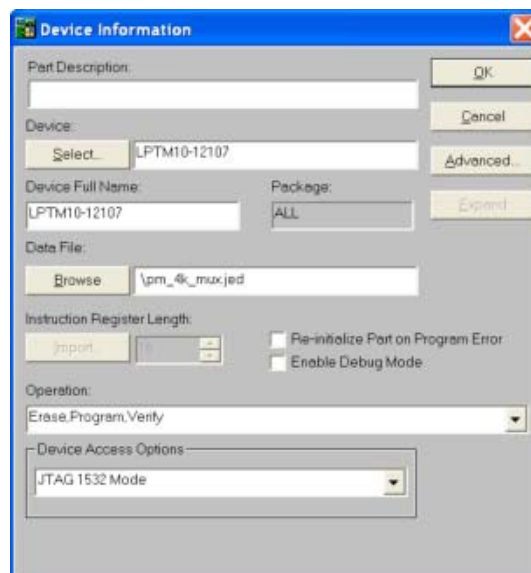 Device Information
Part Description:
OK
Device:
Cancel
Select...
LPTM10-12107
Advanced...
Device Full Name:
Package:
LPTM10-12107
ALL
Expand
Data File:
Browse
\pm_4k_mux.jed
Instruction Register Length:
Import...
Re-initialize Part on Program Error
Enable Debug Mode
Operation:
Erase,Program,Verify
Device Access Options
JTAG 1532 Mode